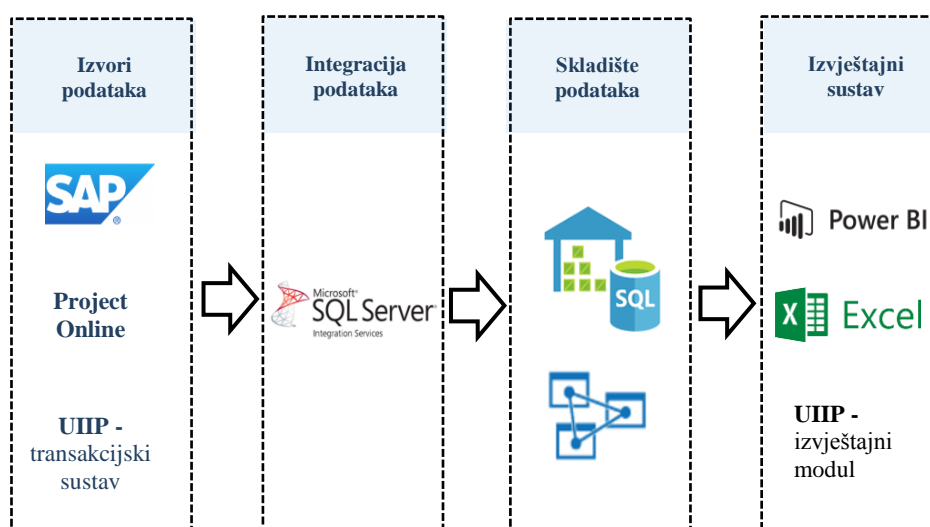 Izvori
podataka
SAP®
Project
Online
UIIP -
transakcijski
sustav
Integracija
podataka
Microsoft®
SQL Server®
Integration Services
Skladište
podataka
SQL
Izvještajni
sustav
Power BI
X
Excel
UIIP -
izvještajni
modul